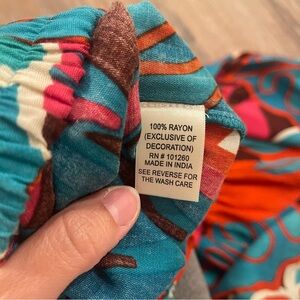 100% RAYON
(EXCLUSIVE OF
DECORATION)
RN # 101260
MADE IN INDIA
SEE REVERSE FOR
THE WASH CARE